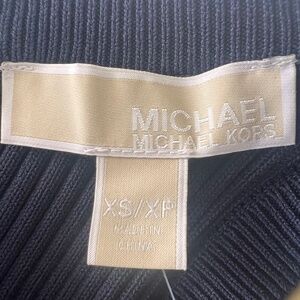 MICHAEL
MICHAEL KORS
XS/XP
MADE IN
CHINA